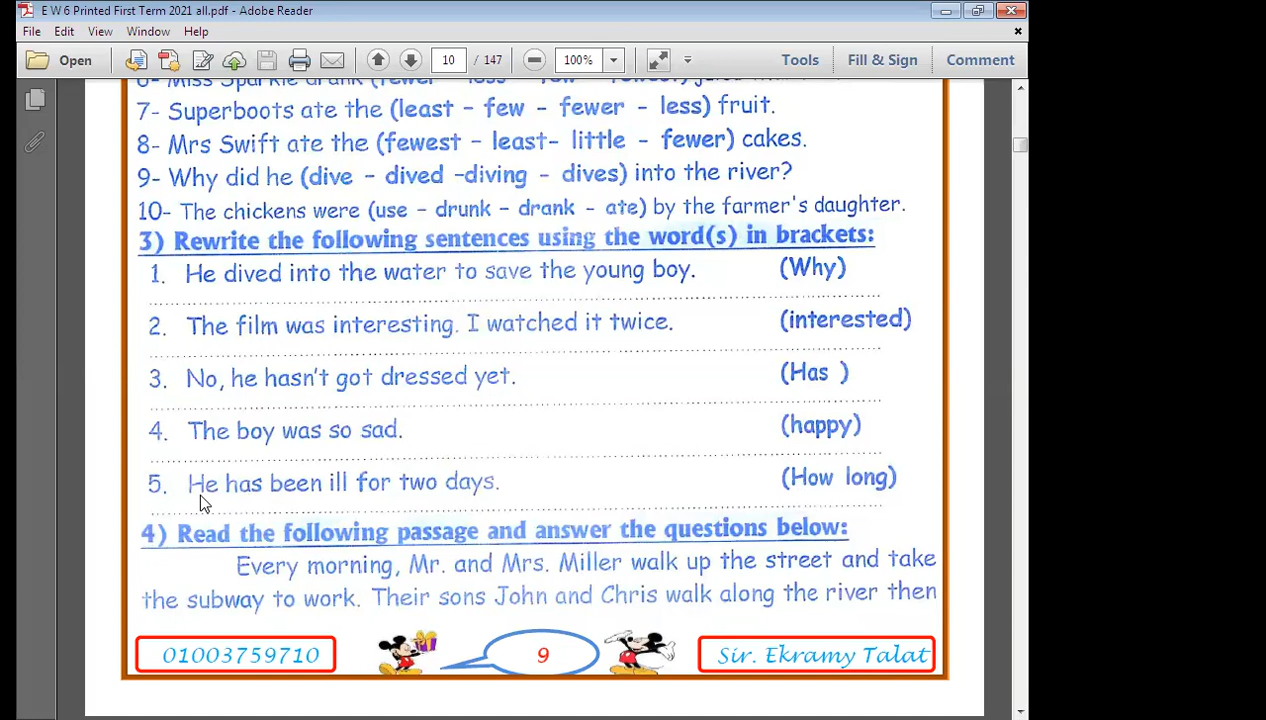 E W 6 Printed First Term 2021 all.pdf - Adobe Reader
File Edit View Window Help
Open 10 / 147 100% Tools Fill & Sign Comment
6- Miss Sparkle drank (fewer - less - few -
7- Superboots ate the (least - few - fewer - less) fruit.
8- Mrs Swift ate the (fewest - least- little - fewer) cakes.
9- Why did he (dive - dived -diving - dives) into the river?
10- The chickens were (use - drunk - drank - ate) by the farmer's daughter.
3) Rewrite the following sentences using the word(s) in brackets:
1. He dived into the water to save the young boy. (Why)
2. The film was interesting. I watched it twice. (interested)
3. No, he hasn't got dressed yet. (Has )
4. The boy was so sad. (happy)
5. He has been ill for two days. (How long)
4) Read the following passage and answer the questions below:
Every morning, Mr. and Mrs. Miller walk up the street and take
the subway to work. Their sons John and Chris walk along the river then
01003759710 9 Sir. Ekramy Talat